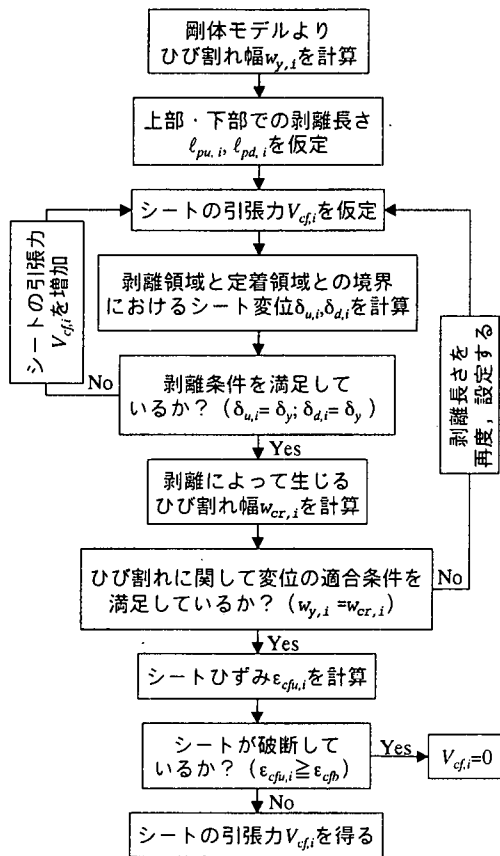 剛体モデルより
ひび割れ幅w_{y,i}を計算
上部・下部での剥離長さ
ℓ_{pu,i}, ℓ_{pd,i}を仮定
シートの引張力V_{cf,i}を仮定
シートの引張力
V_{cf,i}を増加
剥離領域と定着領域との境界
におけるシート変位δ_{u,i},δ_{d,i}を計算
No
剥離条件を満足して
いるか？（δ_{u,i}= δ_y; δ_{d,i}= δ_y ）
剥離長さを
再度，設定する
Yes
剥離によって生じる
ひび割れ幅w_{cr,i}を計算
ひび割れに関して変位の適合条件を
満足しているか？（w_{y,i} =w_{cr,i}）
No
Yes
シートひずみε_{cfu,i}を計算
シートが破断して
いるか？（ε_{cfu,i}≧ε_{cfb}）
Yes
V_{cf,i}=0
No
シートの引張力V_{cf,i}を得る